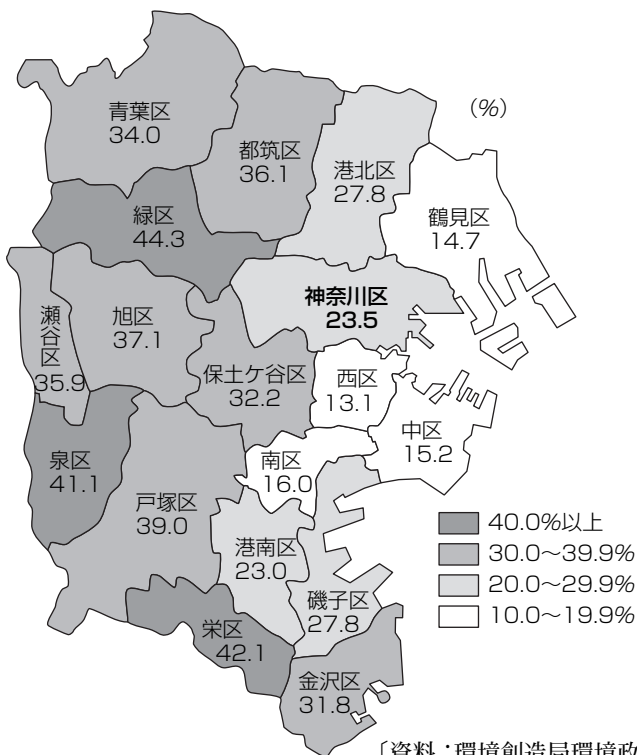 (%)
青葉区
34.0
都筑区
36.1
港北区
27.8
鶴見区
14.7
緑区
44.3
神奈川区
23.5
瀬谷区
35.9
旭区
37.1
保土ケ谷区
32.2
西区
13.1
中区
15.2
泉区
41.1
戸塚区
39.0
南区
16.0
港南区
23.0
磯子区
27.8
栄区
42.1
金沢区
31.8
40.0%以上
30.0〜39.9%
20.0〜29.9%
10.0〜19.9%
〔資料：環境創造局環境政